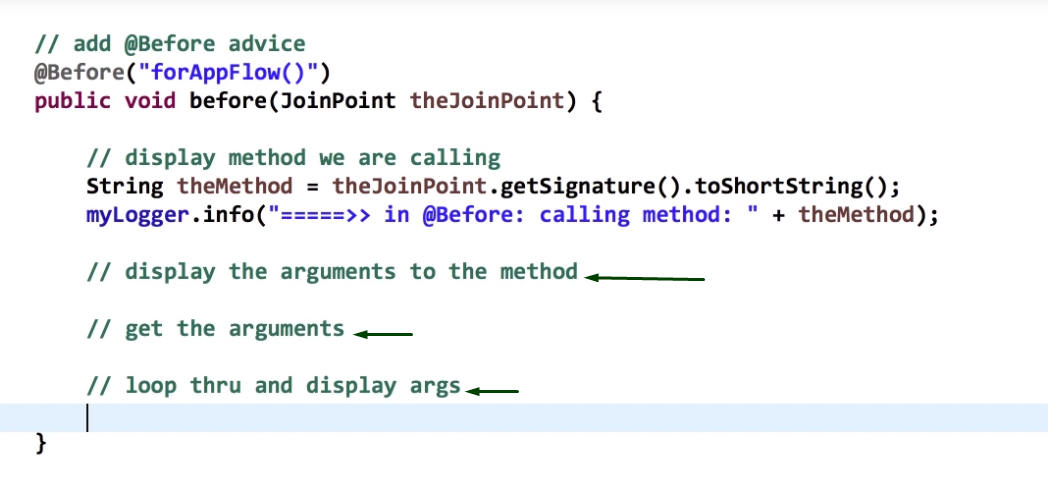 // add @Before advice
@Before("forAppFlow()")
public void before(JoinPoint theJoinPoint) {
// display method we are calling
String theMethod = theJoinPoint.getSignature().toShortString();
myLogger.info("=====>> in @Before: calling method: " + theMethod);
// display the arguments to the method
// get the arguments
// loop thru and display args
}